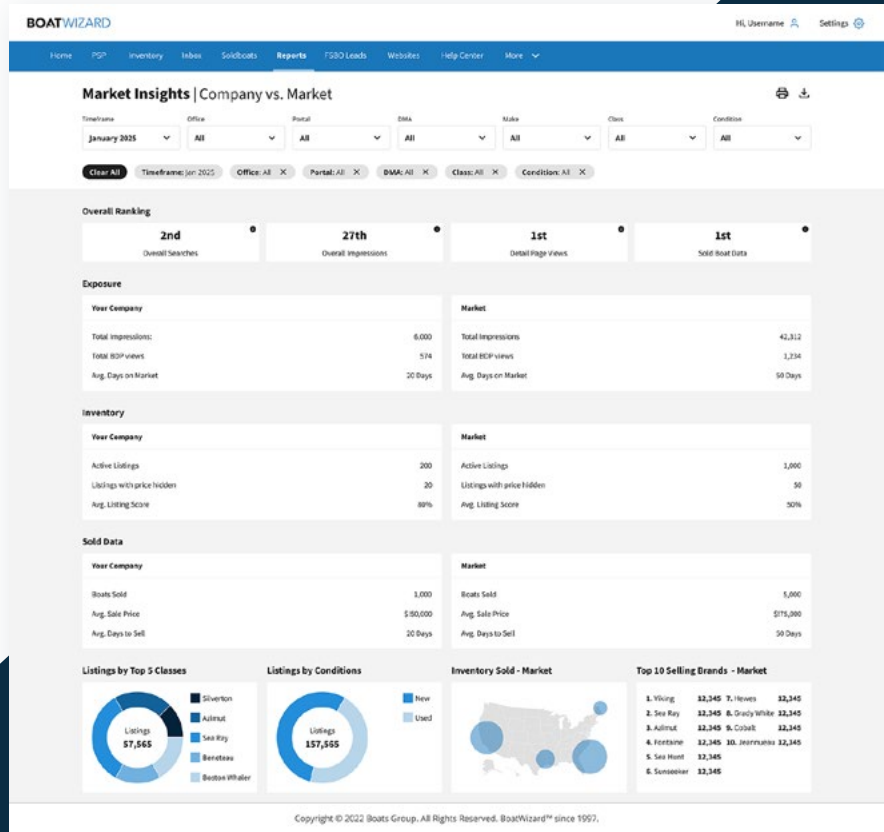 BOATWIZARD
Hi, Username Settings
Home PSP Inventory Inbox Soldboats Reports FSBO Leads Websites Help Center More
Market Insights | Company vs. Market
Timeframe Office Portal DMA Make Class Condition
January 2025 All All All All All All
Clear All Timeframe: Jan 2025 Office: All X Portal: All X DMA: All X Class: All X Condition: All X
Overall Ranking
2nd 27th 1st 1st
Overall Searches Overall Impressions Detail Page Views Sold Boat Data
Exposure
Your Company Market
Total Impressions: 6,000 Total Impressions 42,312
Total BDP views 574 Total BDP views 1,234
Avg. Days on Market 20 Days Avg. Days on Market 50 Days
Inventory
Your Company Market
Active Listings 200 Active Listings 1,000
Listings with price hidden 20 Listings with price hidden 50
Avg. Listing Score 80% Avg. Listing Score 50%
Sold Data
Your Company Market
Boats Sold 1,000 Boats Sold 5,000
Avg. Sale Price $150,000 Avg. Sale Price $175,000
Avg. Days to Sell 20 Days Avg. Days to Sell 50 Days
Listings by Top 5 Classes Listings by Conditions Inventory Sold - Market Top 10 Selling Brands - Market
Listings
57,565
Silverton
Azimut
Sea Ray
Beneteau
Boston Whaler
Listings
157,565
New
Used
1. Viking 12,345 7. Hewes 12,345
2. Sea Ray 12,345 8. Grady White 12,345
3. Azimut 12,345 9. Cobalt 12,345
4. Fontaine 12,345 10. Jeannueau 12,345
5. Sea Hunt 12,345
6. Sunseeker 12,345
Copyright © 2022 Boats Group. All Rights Reserved. BoatWizard™ since 1997.